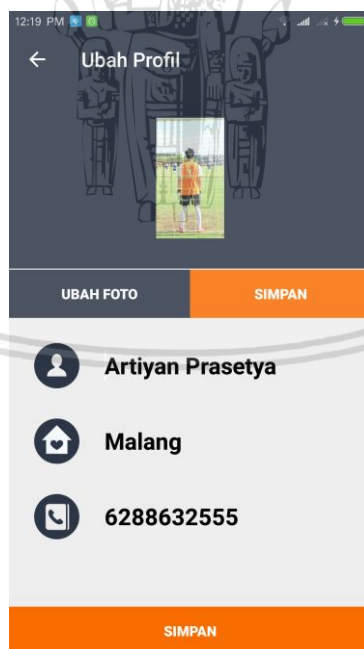 12:19 PM
Ubah Profil
UBAH FOTO SIMPAN
Artiyan Prasetya
Malang
6288632555
SIMPAN